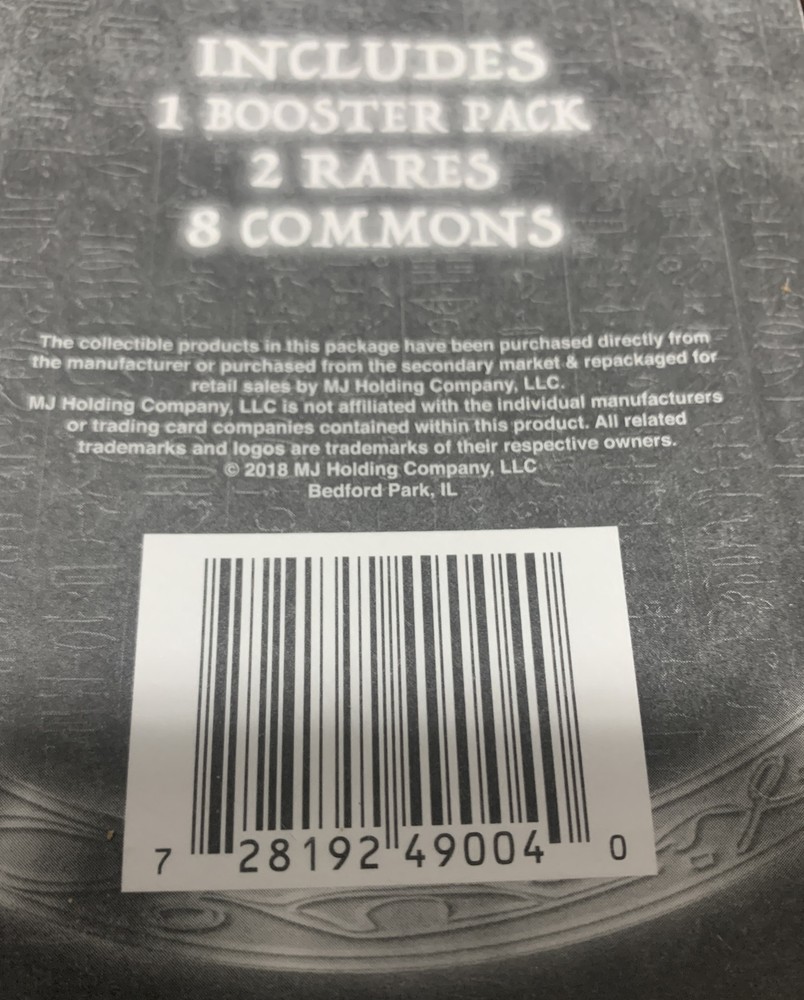 INCLUDES
1 BOOSTER PACK
2 RARES
8 COMMONS
The collectible products in this package have been purchased directly from
the manufacturer or purchased from the secondary market & repackaged for
retail sales by MJ Holding Company, LLC.
MJ Holding Company, LLC is not affiliated with the individual manufacturers
or trading card companies contained within this product. All related
trademarks and logos are trademarks of their respective owners.
© 2018 MJ Holding Company, LLC
Bedford Park, IL
7 28192 49004 0